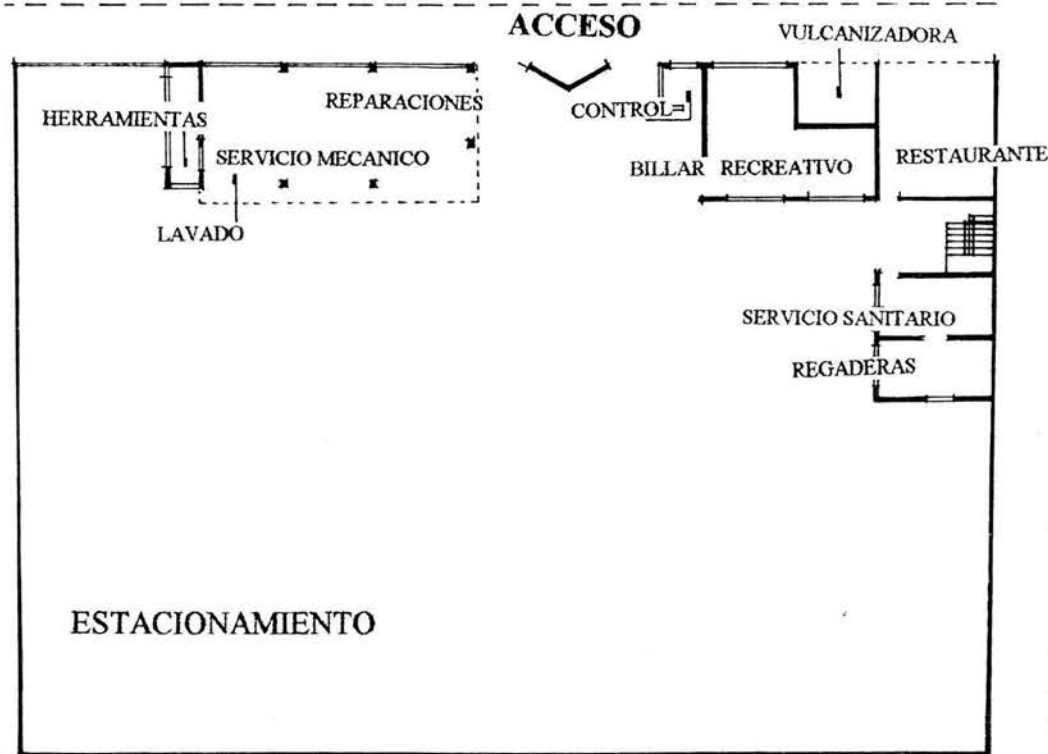 ACCESO
VULCANIZADORA
HERRAMIENTAS
REPARACIONES
CONTROL
SERVICIO MECANICO
BILLAR RECREATIVO
RESTAURANTE
LAVADO
SERVICIO SANITARIO
REGADERAS
ESTACIONAMIENTO